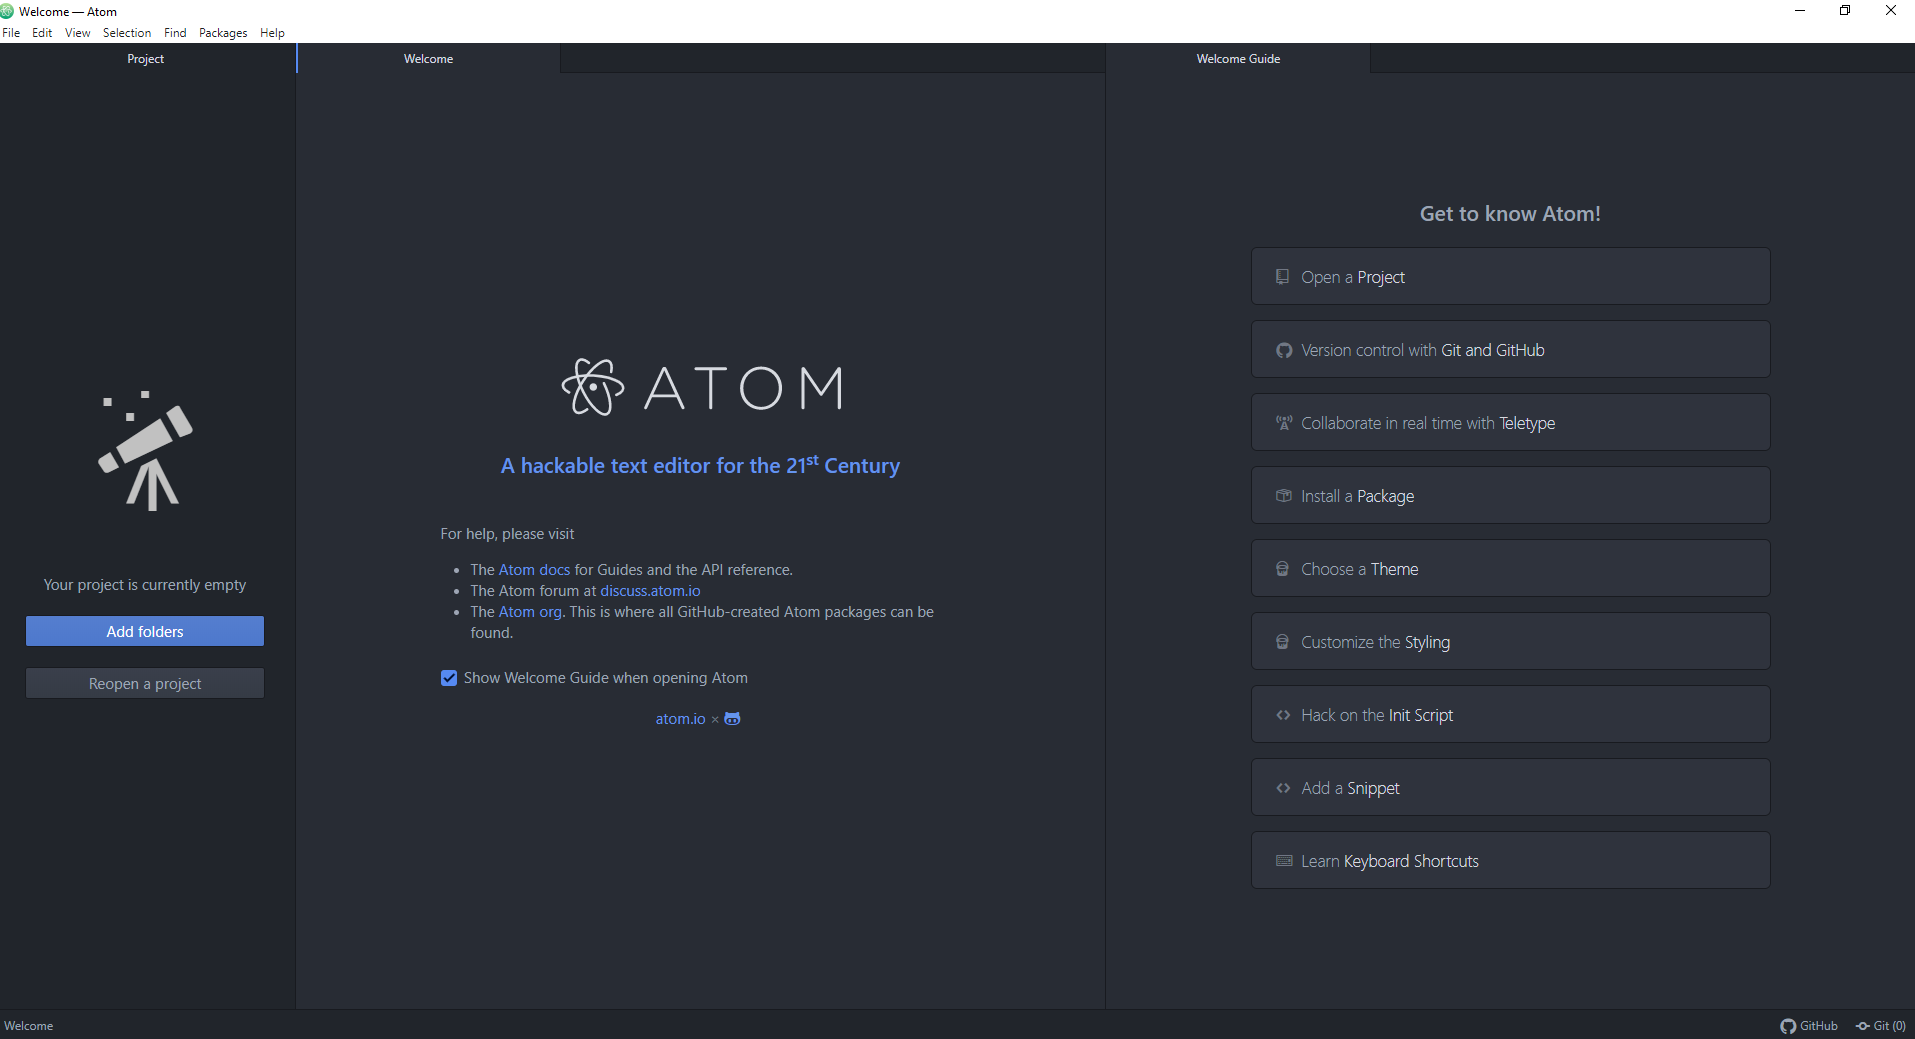 Welcome — Atom
File Edit View Selection Find Packages Help
Project
Welcome
Welcome Guide
Your project is currently empty
Add folders
Reopen a project
ATOM
A hackable text editor for the 21st Century
For help, please visit
• The Atom docs for Guides and the API reference.
• The Atom forum at discuss.atom.io
• The Atom org. This is where all GitHub-created Atom packages can be
found.
Show Welcome Guide when opening Atom
atom.io ×
Get to know Atom!
Open a Project
Version control with Git and GitHub
Collaborate in real time with Teletype
Install a Package
Choose a Theme
Customize the Styling
Hack on the Init Script
Add a Snippet
Learn Keyboard Shortcuts
Welcome
GitHub
Git (0)